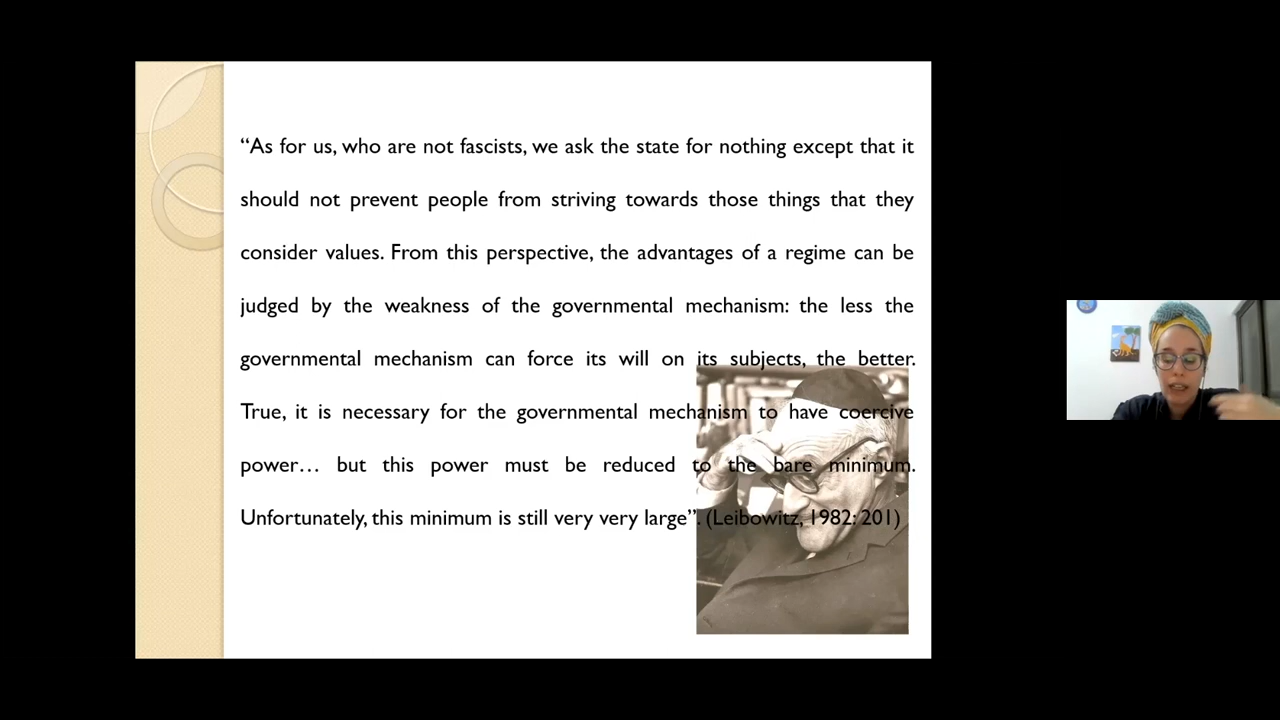 “As for us, who are not fascists, we ask the state for nothing except that it
should not prevent people from striving towards those things that they
consider values. From this perspective, the advantages of a regime can be
judged by the weakness of the governmental mechanism: the less the
governmental mechanism can force its will on its subjects, the better.
True, it is necessary for the governmental mechanism to have coercive
power… but this power must be reduced to the bare minimum.
Unfortunately, this minimum is still very very large”. (Leibowitz, 1982: 201)